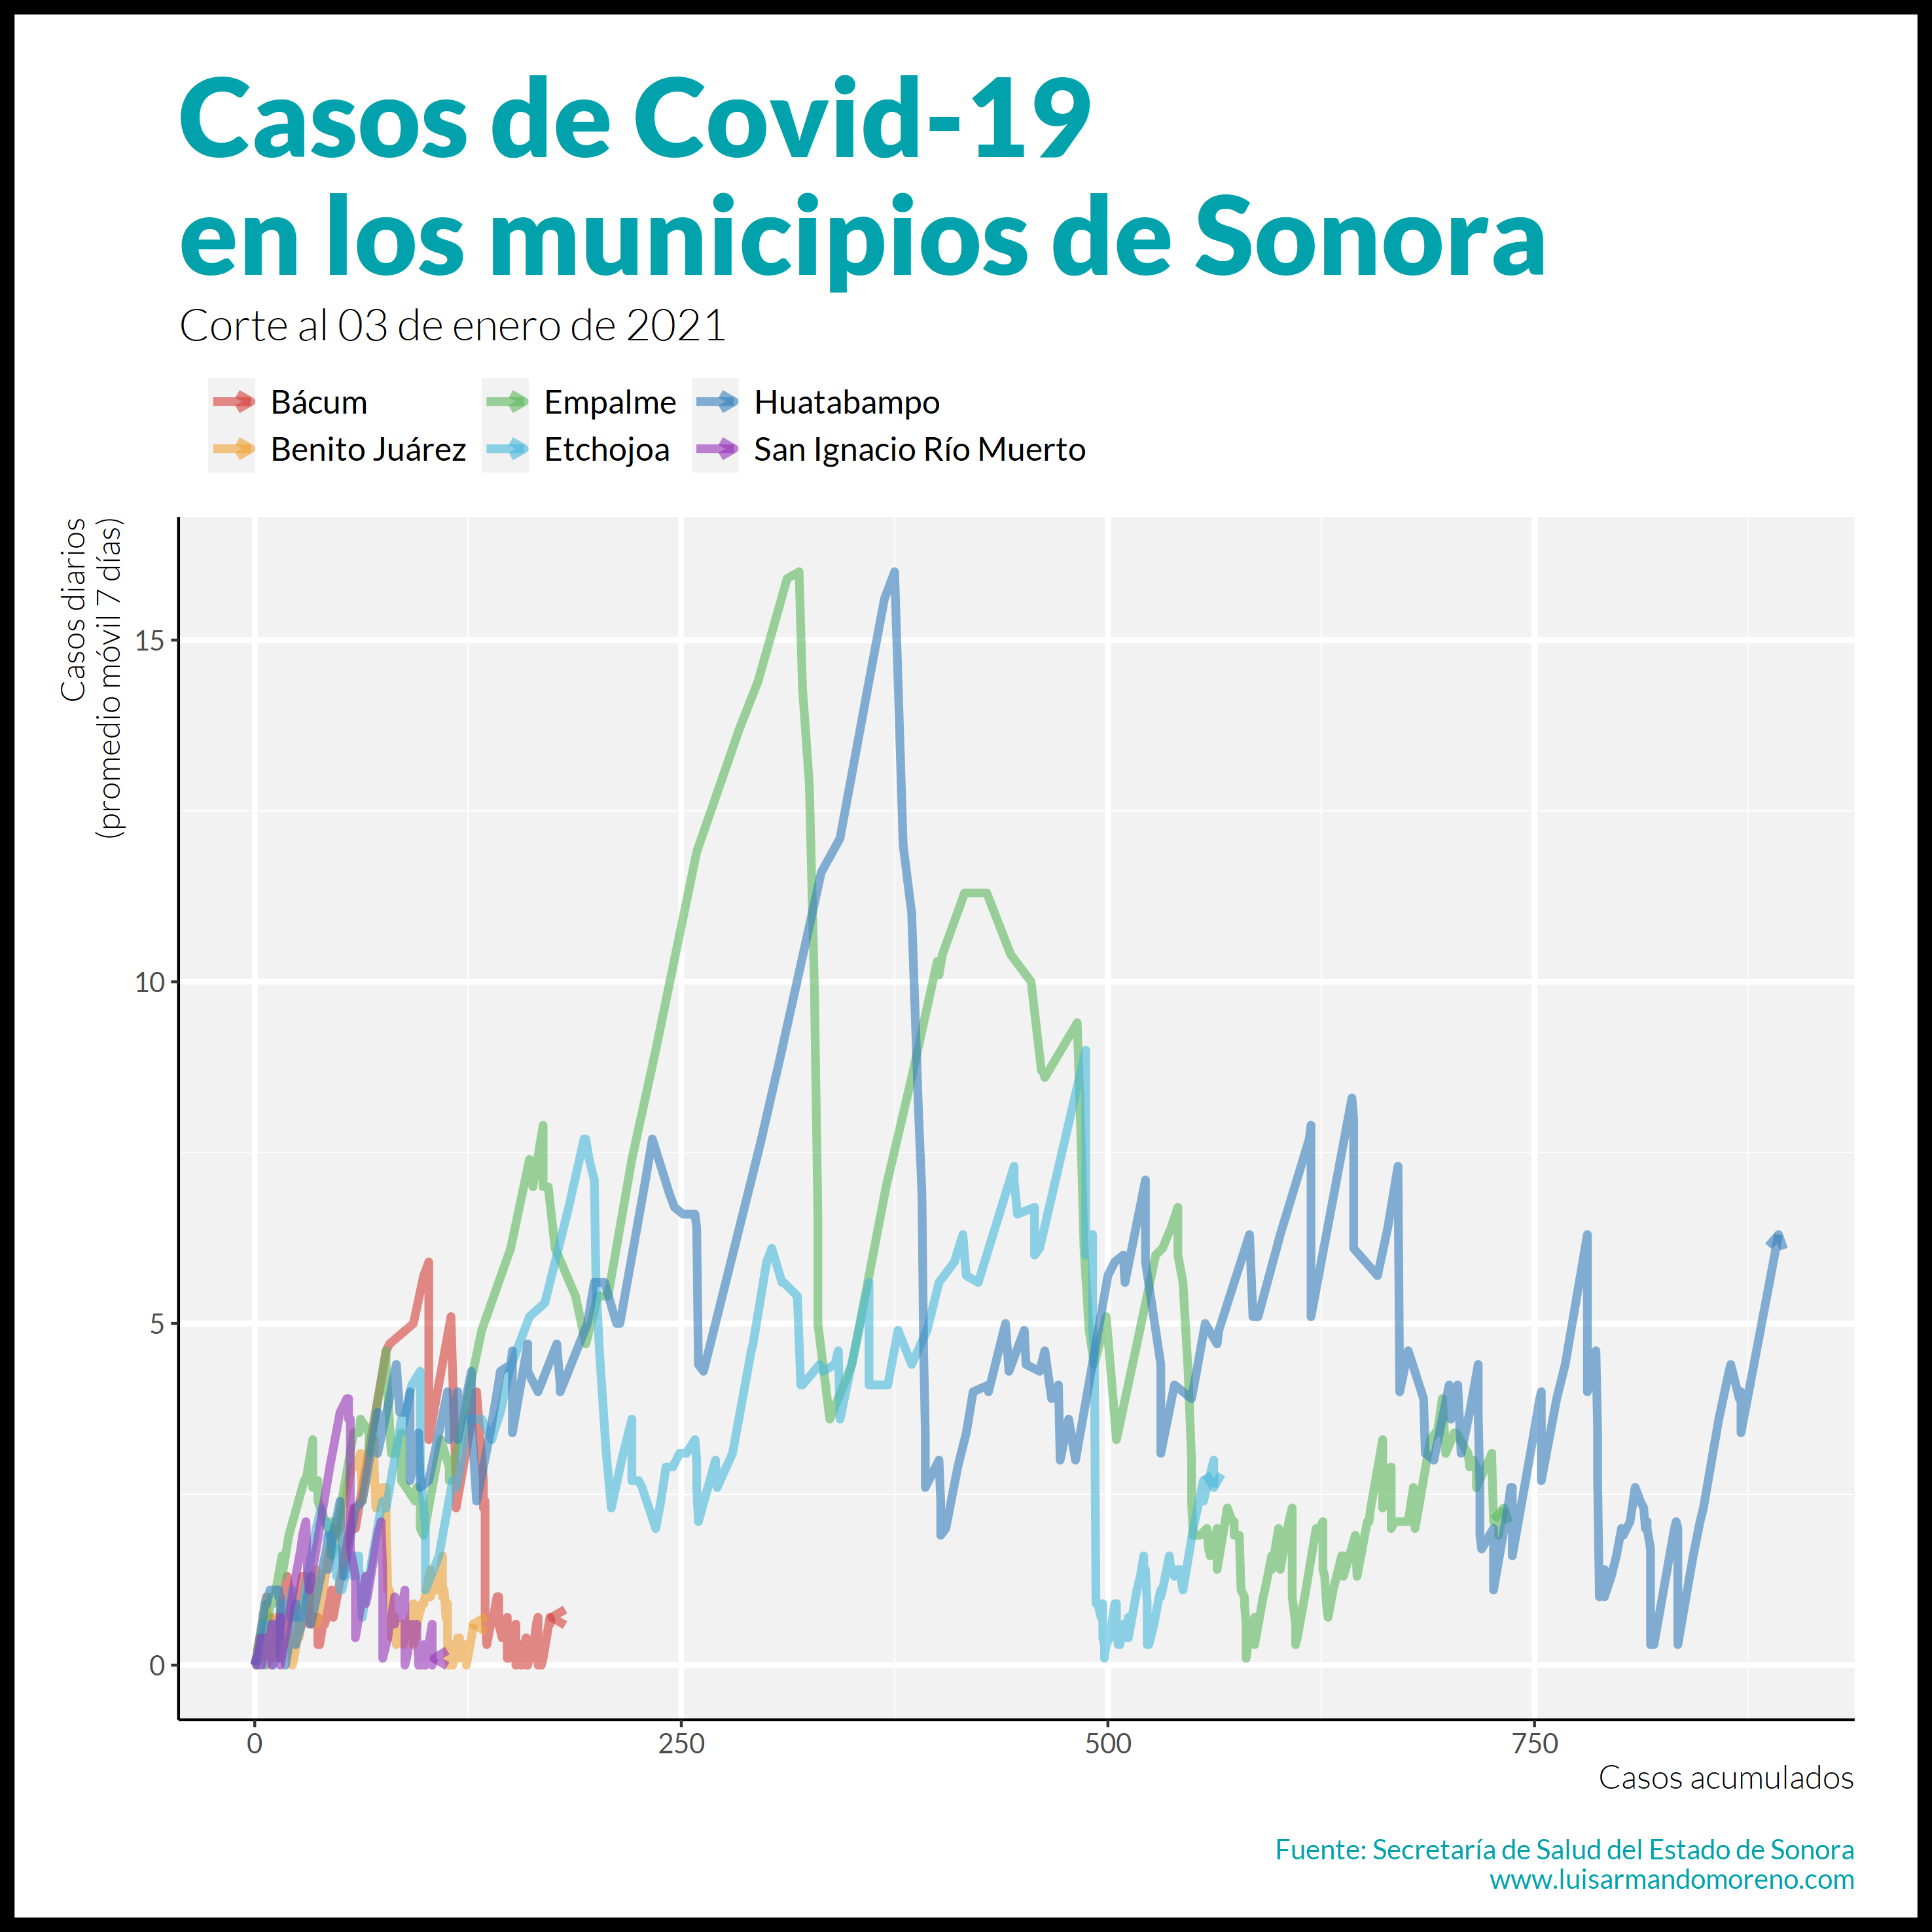 Casos de Covid-19
en los municipios de Sonora
Corte al 03 de enero de 2021
Bácum
Empalme
Huatabampo
Benito Juárez
Etchojoa
San Ignacio Río Muerto
Casos diarios
(promedio móvil 7 días)
15
10
5
0
0
250
500
750
Casos acumulados
Fuente: Secretaría de Salud del Estado de Sonora
www.luisarmandomoreno.com